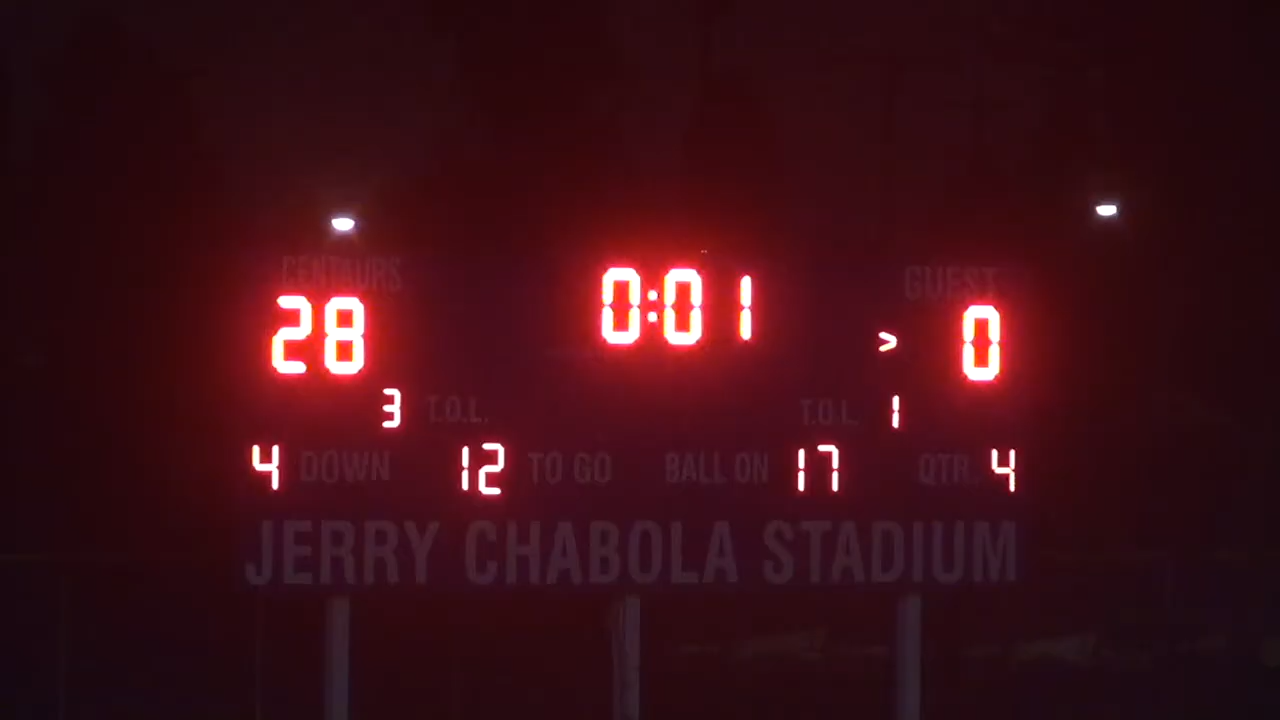 CENTAURS 0:01 GUEST
28 > 0
3 T.O.L. T.O.L. 1
4 DOWN 12 TO GO BALL ON 17 QTR. 4
JERRY CHABOLA STADIUM